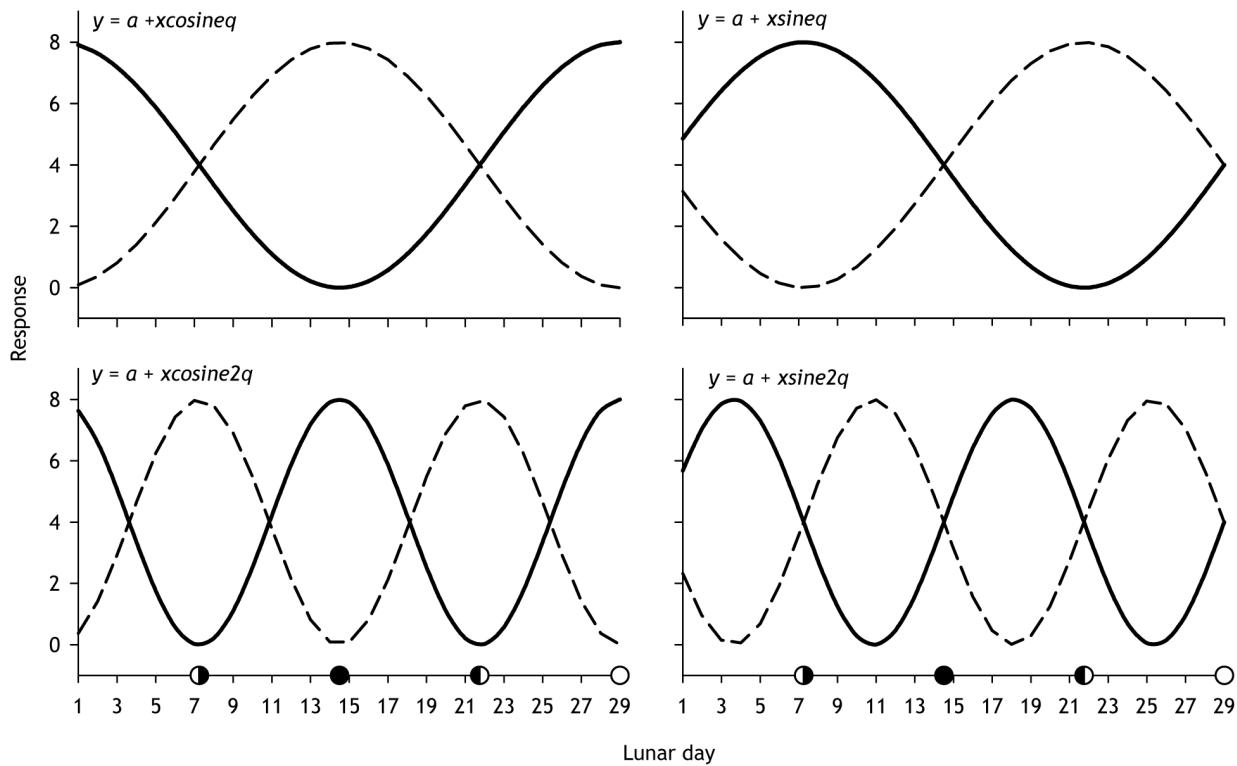 y = a +xcosineq
y = a + xsineq
8
6
4
2
0
Response
y = a + xcosine2q
y = a + xsine2q
8
6
4
2
0
1 3 5 7 9 11 13 15 17 19 21 23 25 27 29
1 3 5 7 9 11 13 15 17 19 21 23 25 27 29
Lunar day